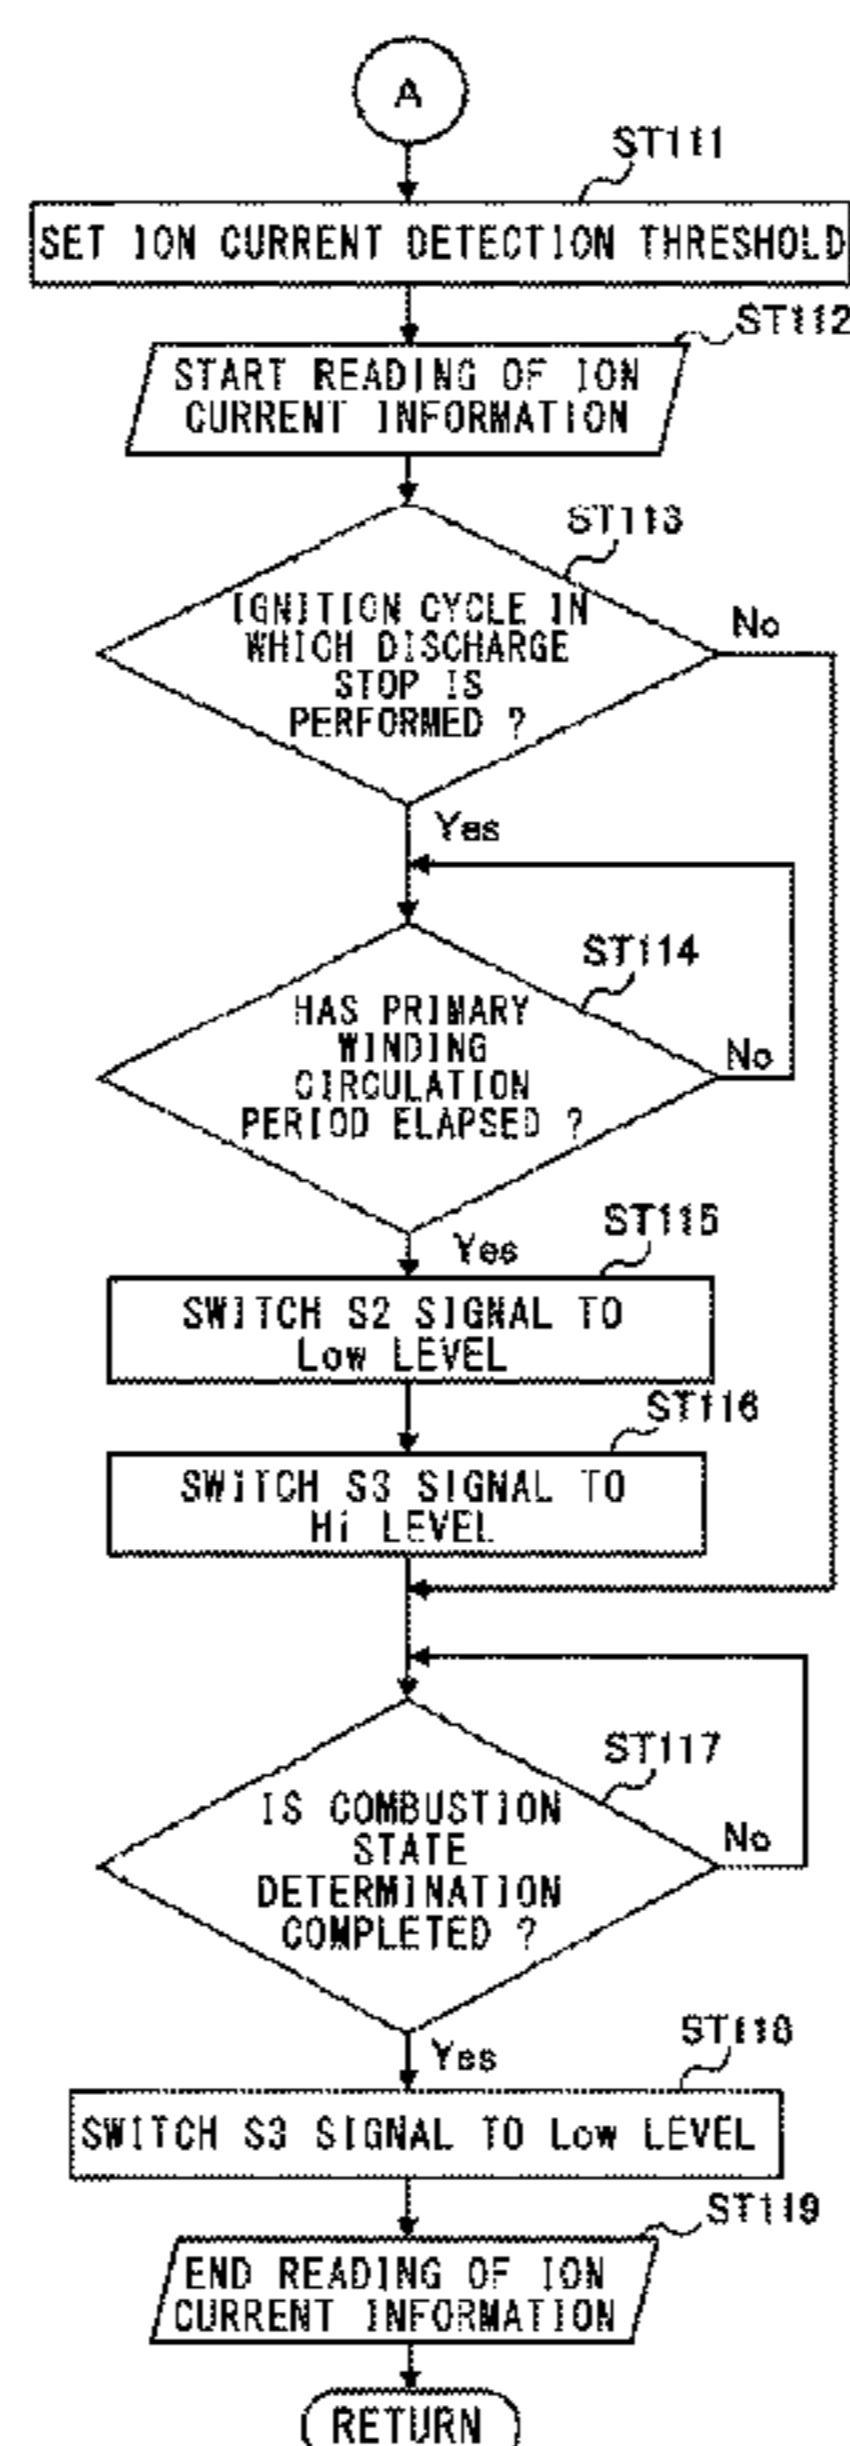 A
ST111
SET ION CURRENT DETECTION THRESHOLD
ST112
START READING OF ION
CURRENT INFORMATION
ST113
IGNITION CYCLE IN
WHICH DISCHARGE
STOP IS
PERFORMED ?
No
Yes
ST114
HAS PRIMARY
WINDING
CIRCULATION
PERIOD ELAPSED ?
No
Yes
ST115
SWITCH S2 SIGNAL TO
Low LEVEL
ST116
SWITCH S3 SIGNAL TO
Hi LEVEL
ST117
IS COMBUSTION
STATE
DETERMINATION
COMPLETED ?
No
Yes
ST118
SWITCH S3 SIGNAL TO Low LEVEL
ST119
END READING OF ION
CURRENT INFORMATION
RETURN